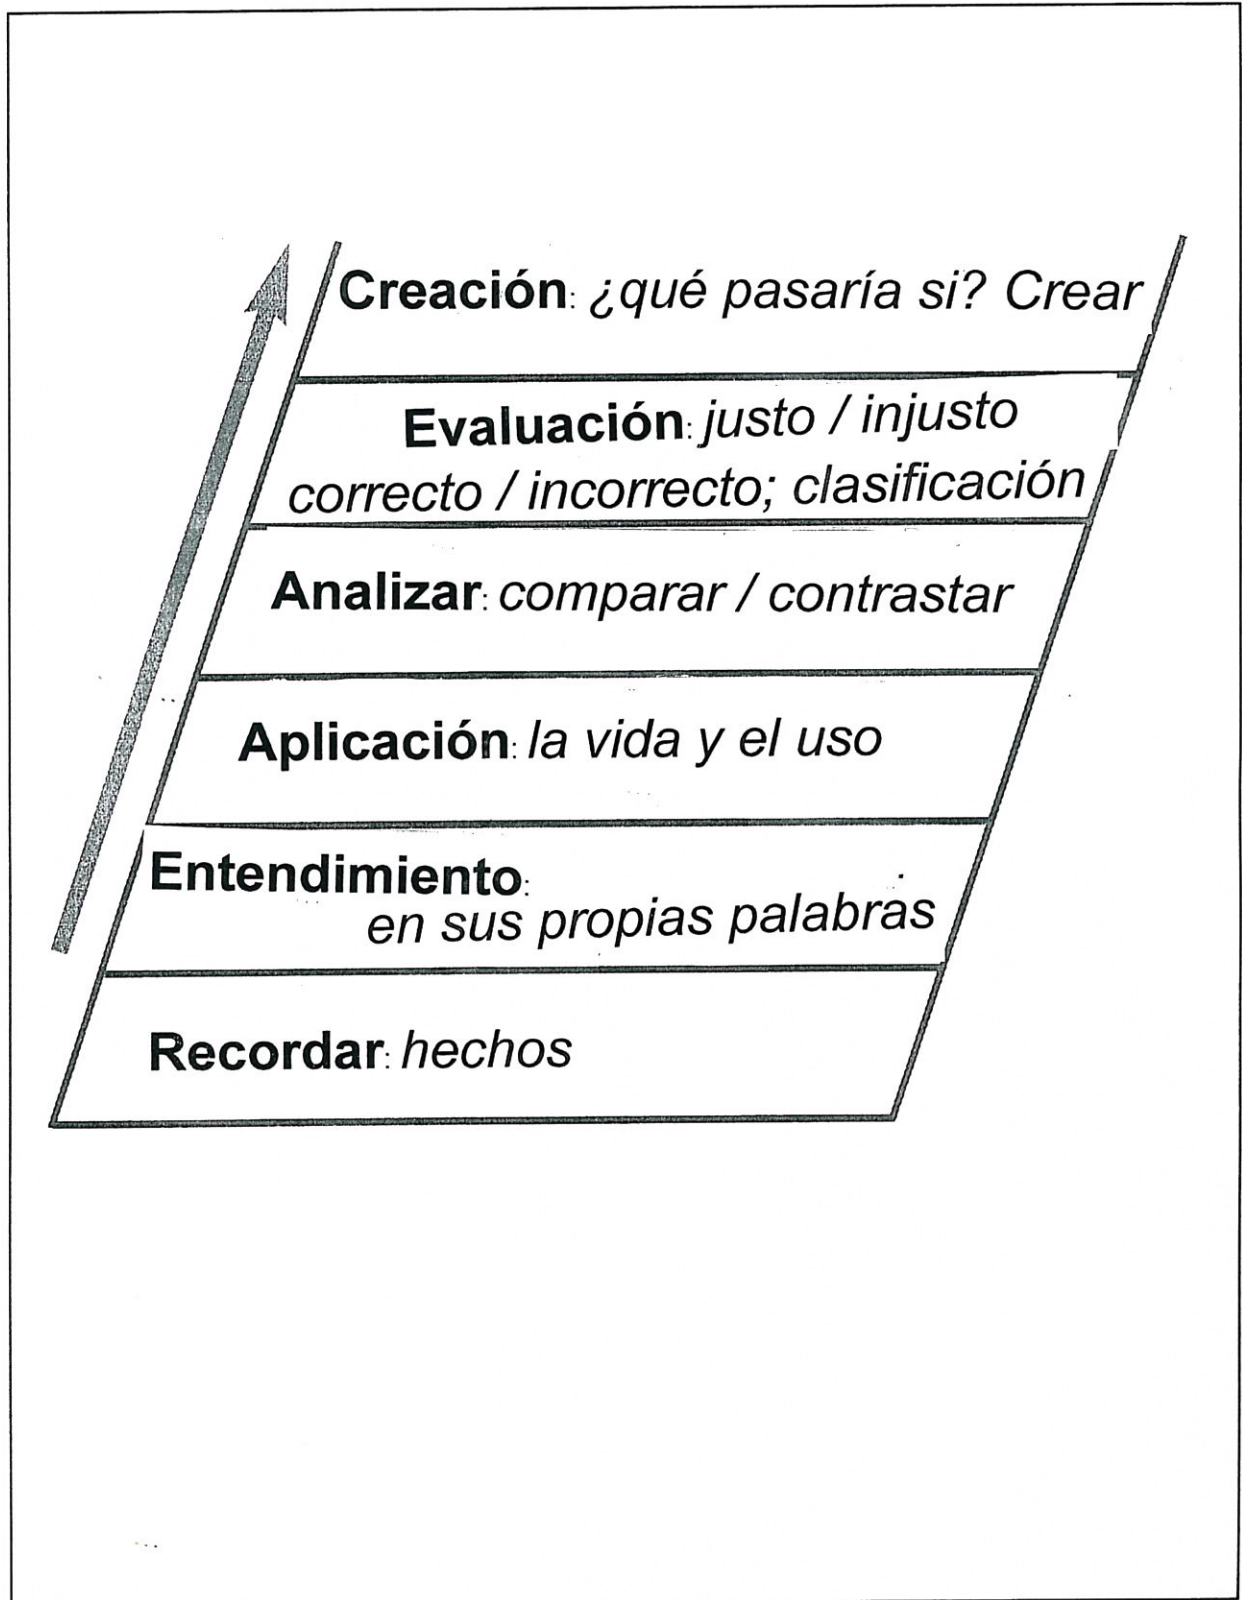 Creación: ¿qué pasaría si? Crear
Evaluación: justo / injusto
correcto / incorrecto; clasificación
Analizar: comparar / contrastar
Aplicación: la vida y el uso
Entendimiento:
en sus propias palabras
Recordar: hechos